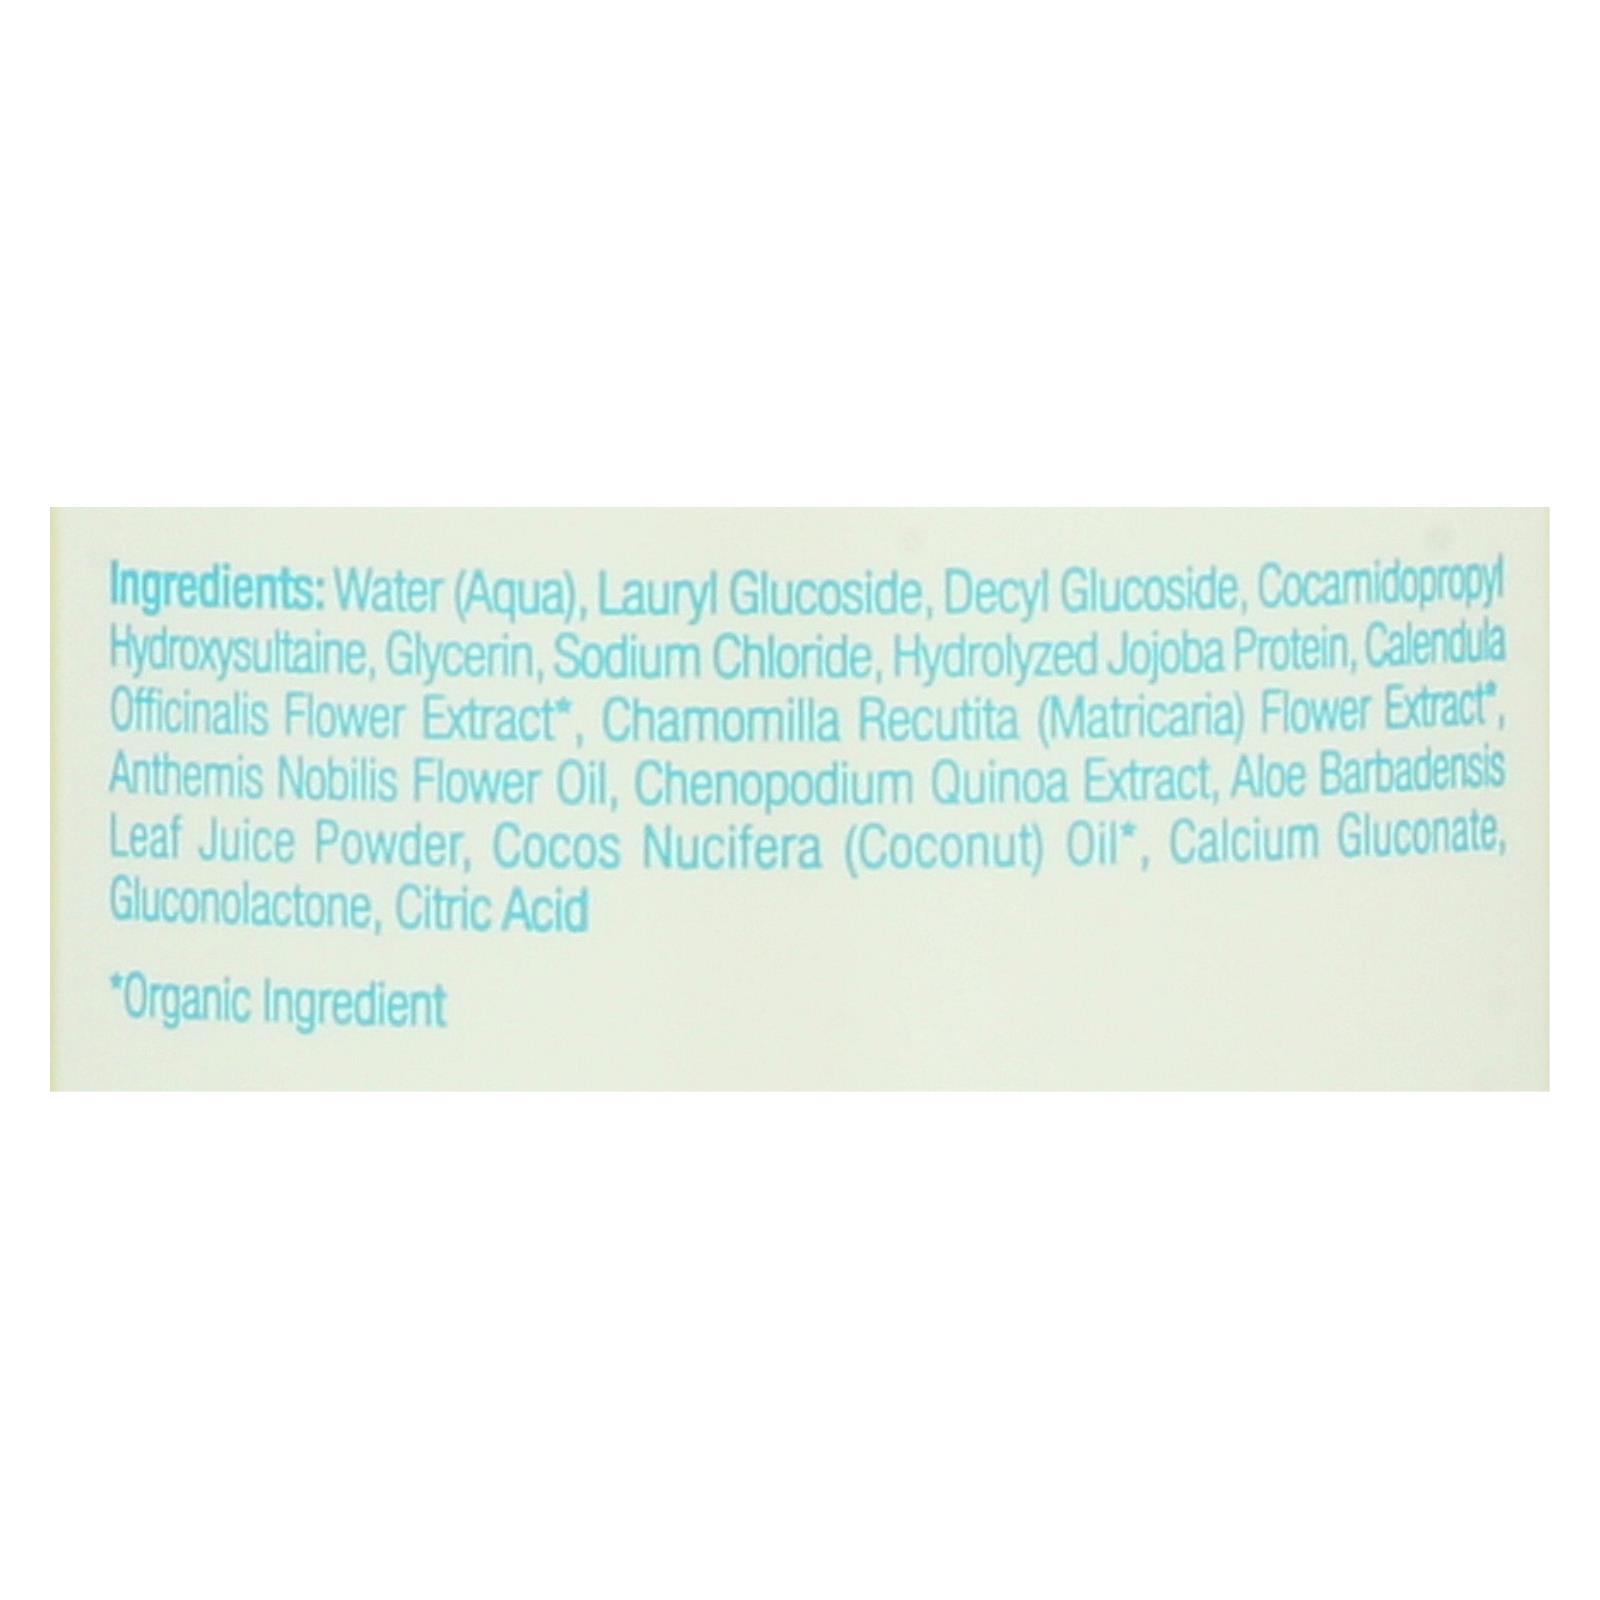 Ingredients: Water (Aqua), Lauryl Glucoside, Decyl Glucoside, Cocamidopropyl
Hydroxysultaine, Glycerin, Sodium Chloride, Hydrolyzed Jojoba Protein, Calendula
Officinalis Flower Extract*, Chamomilla Recutita (Matricaria) Flower Extract*,
Anthemis Nobilis Flower Oil, Chenopodium Quinoa Extract, Aloe Barbadensis
Leaf Juice Powder, Cocos Nucifera (Coconut) Oil*, Calcium Gluconate,
Gluconolactone, Citric Acid
*Organic Ingredient